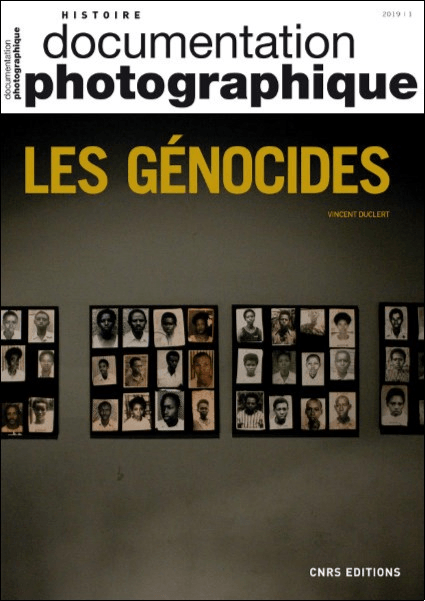 HISTOIRE
2019 | 1
documentation
photographique
documentation
photographique
LES GÉNOCIDES
VINCENT DUCLERT
CNRS EDITIONS